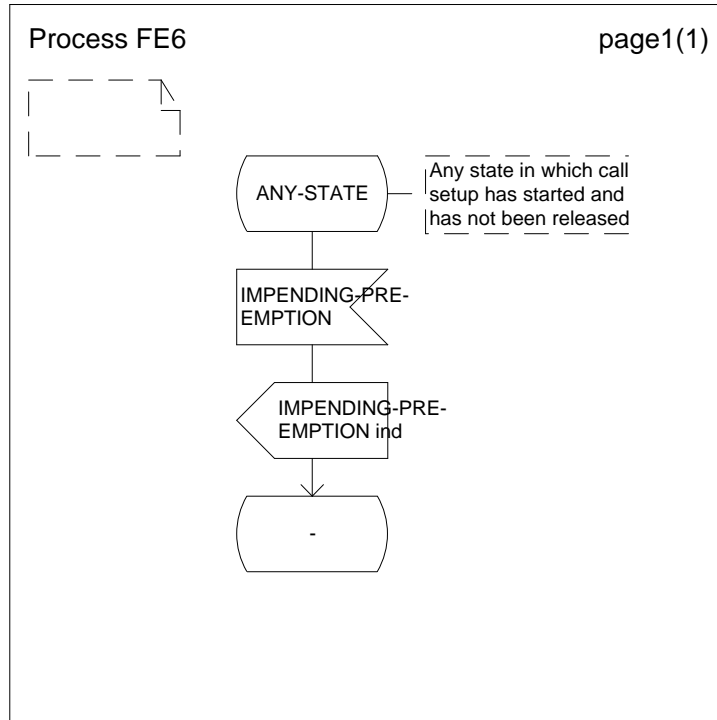 Process FE6
page1(1)
ANY-STATE
Any state in which call
setup has started and
has not been released
IMPENDING-PRE-
EMPTION
IMPENDING-PRE-
EMPTION ind
-